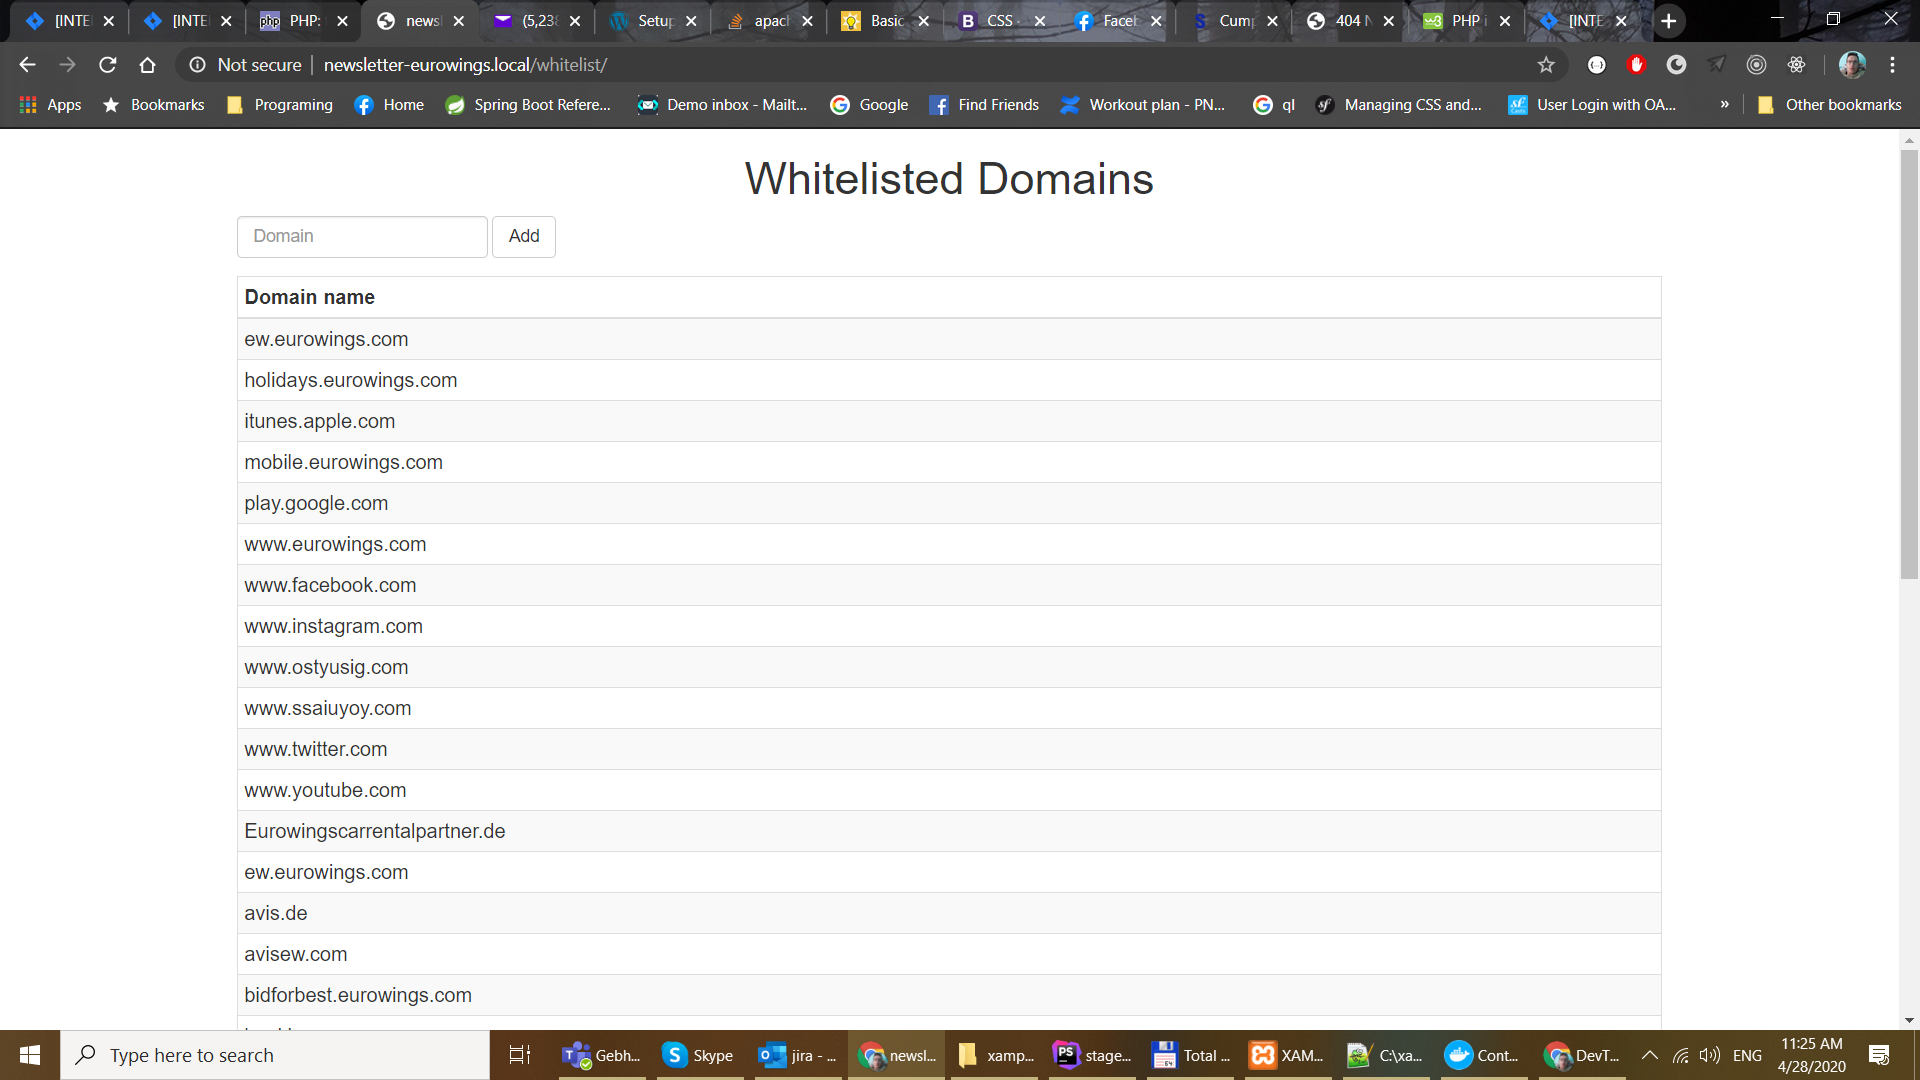 [INTE
[INTE
PHP:
newsl
(5,238
Setup
apach
Basic
CSS
Faceb
Cump
404 N
PHP i
[INTE
Not secure
newsletter-eurowings.local/whitelist/
Apps
Bookmarks
Programing
Home
Spring Boot Refere...
Demo inbox - Mailt...
Google
Find Friends
Workout plan - PN...
ql
Managing CSS and...
User Login with OA...
»
Other bookmarks
Whitelisted Domains
Domain
Add
Domain name
ew.eurowings.com
holidays.eurowings.com
itunes.apple.com
mobile.eurowings.com
play.google.com
www.eurowings.com
www.facebook.com
www.instagram.com
www.ostyusig.com
www.ssaiuyoy.com
www.twitter.com
www.youtube.com
Eurowingscarrentalpartner.de
ew.eurowings.com
avis.de
avisew.com
bidforbest.eurowings.com
Type here to search
Gebh...
Skype
jira - ...
newsl...
xamp...
stage...
Total ...
XAM...
C:\xa...
Cont...
DevT...
ENG
11:25 AM
4/28/2020